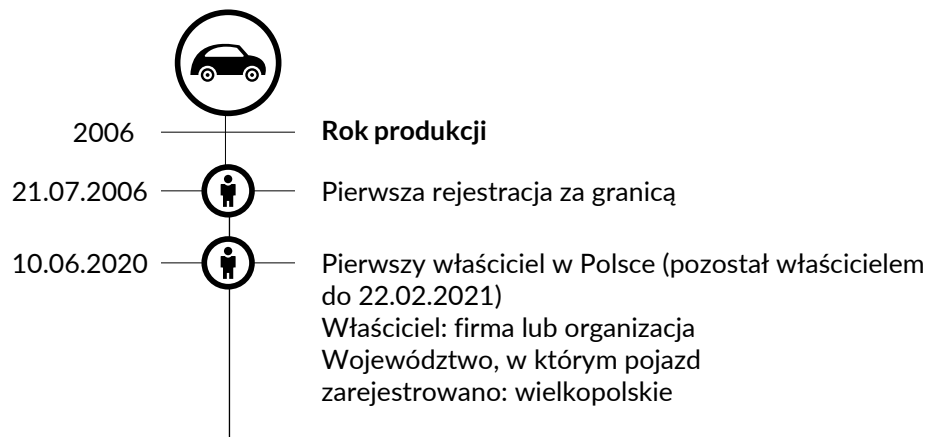 2006 Rok produkcji
21.07.2006 Pierwsza rejestracja za granicą
10.06.2020 Pierwszy właściciel w Polsce (pozostał właścicielem
do 22.02.2021)
Właściciel: firma lub organizacja
Województwo, w którym pojazd
zarejestrowano: wielkopolskie